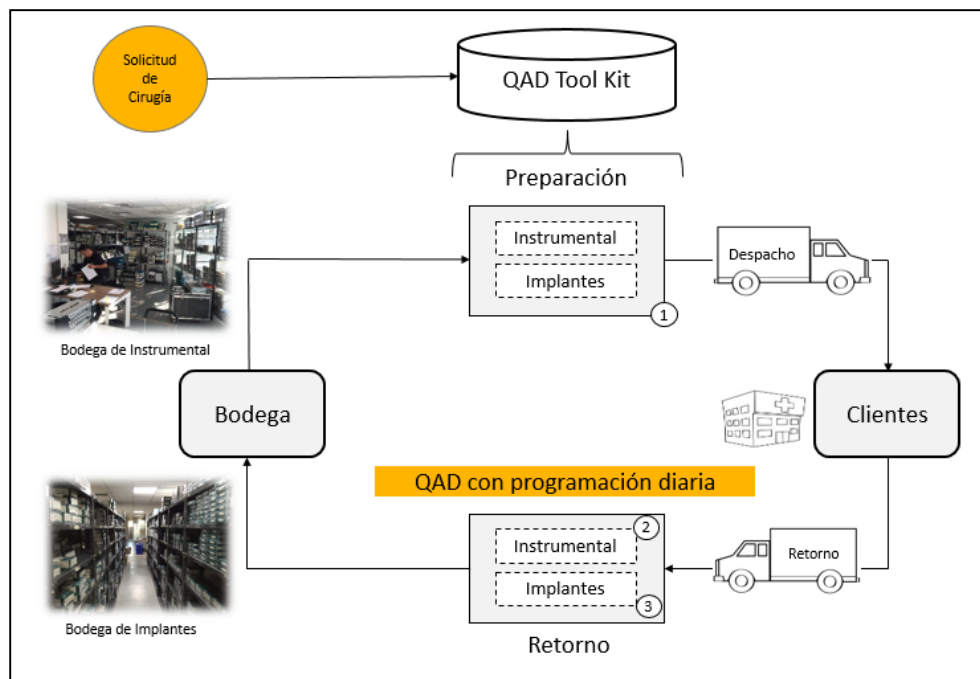 Solicitud
de
Cirugía
QAD Tool Kit
Preparación
Instrumental
Implantes
1
Despacho
Bodega de Instrumental
Bodega
Clientes
QAD con programación diaria
Instrumental
2
Implantes
3
Retorno
Retorno
Bodega de Implantes